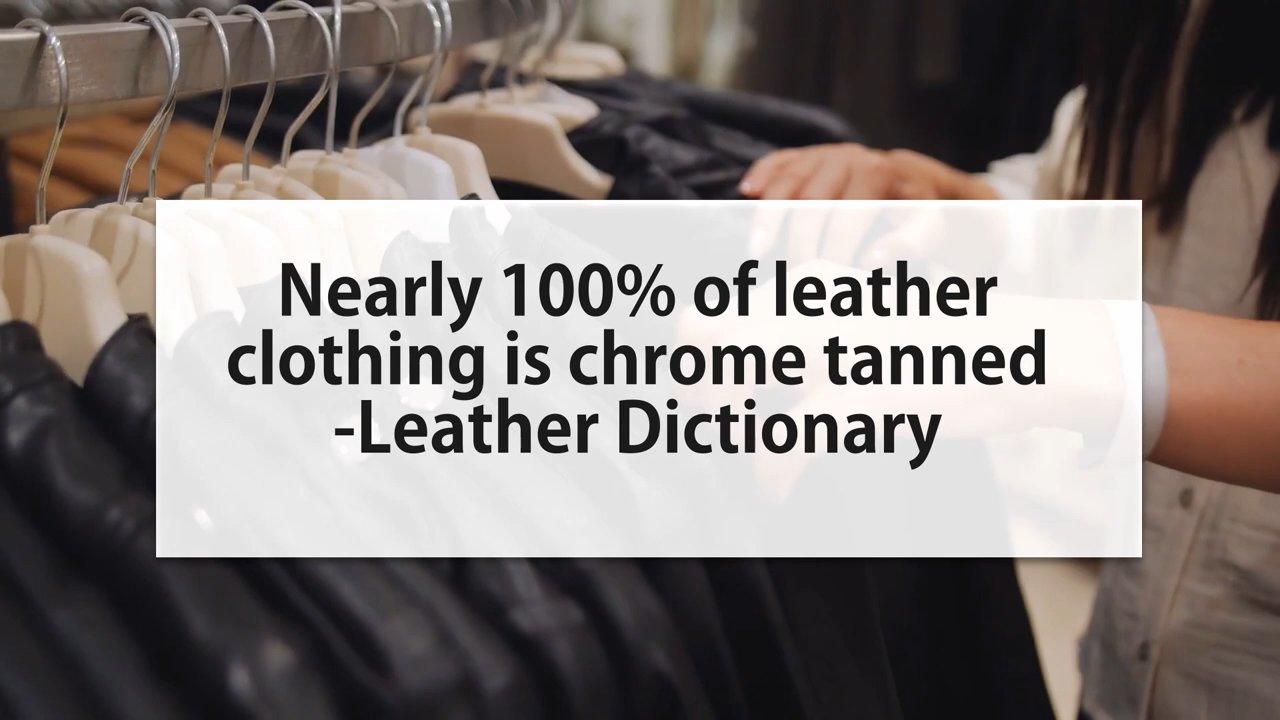 Nearly 100% of leather
clothing is chrome tanned
-Leather Dictionary